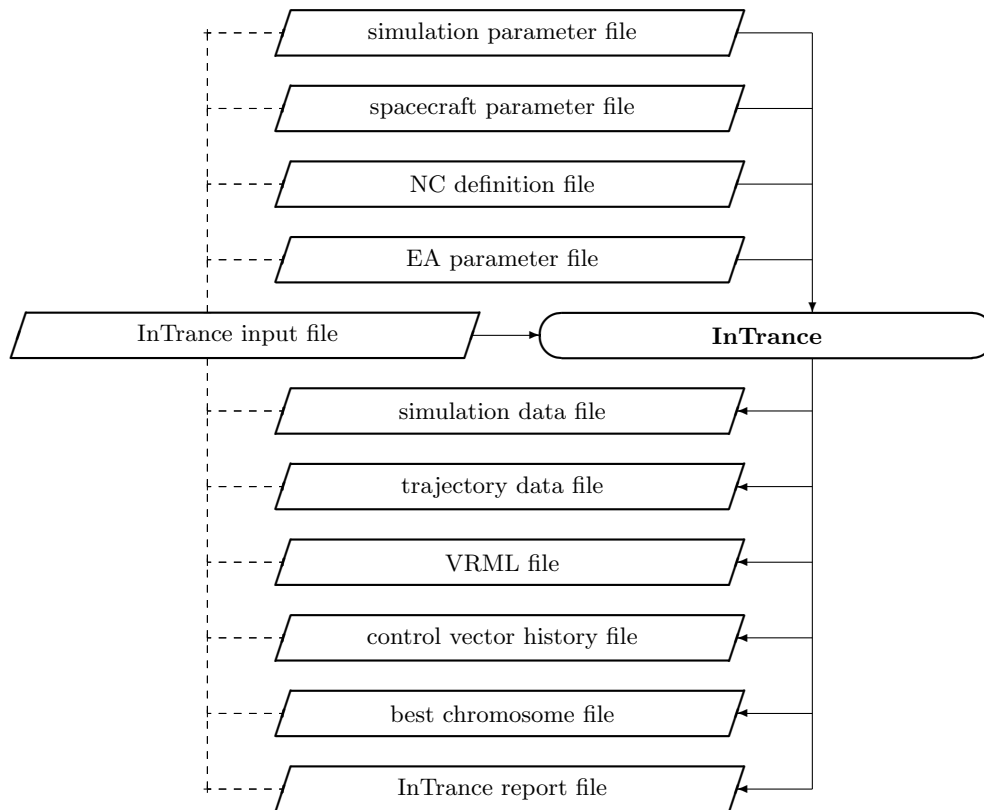 simulation parameter file
spacecraft parameter file
NC definition file
EA parameter file
InTrance input file
InTrance
simulation data file
trajectory data file
VRML file
control vector history file
best chromosome file
InTrance report file